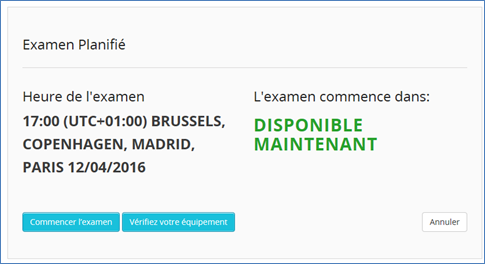 Examen Planifié
Heure de l'examen
17:00 (UTC+01:00) BRUSSELS,
COPENHAGEN, MADRID,
PARIS 12/04/2016
L'examen commence dans:
DISPONIBLE
MAINTENANT
Commencer l'examen
Vérifiez votre équipement
Annuler